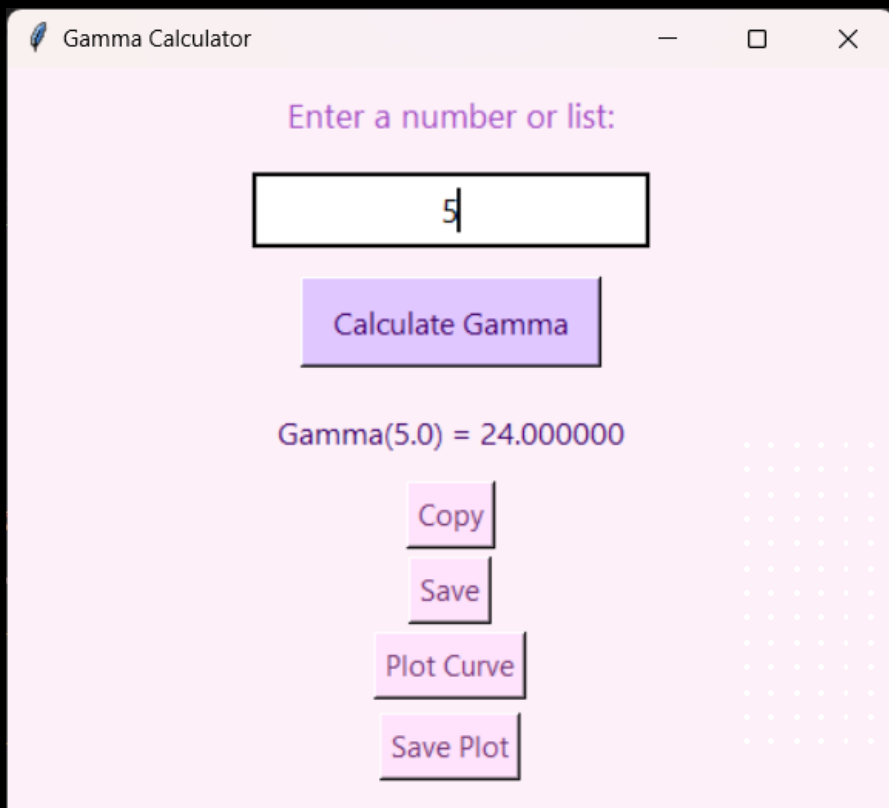 Gamma Calculator
Enter a number or list:
5
Calculate Gamma
Gamma(5.0) = 24.000000
Copy
Save
Plot Curve
Save Plot